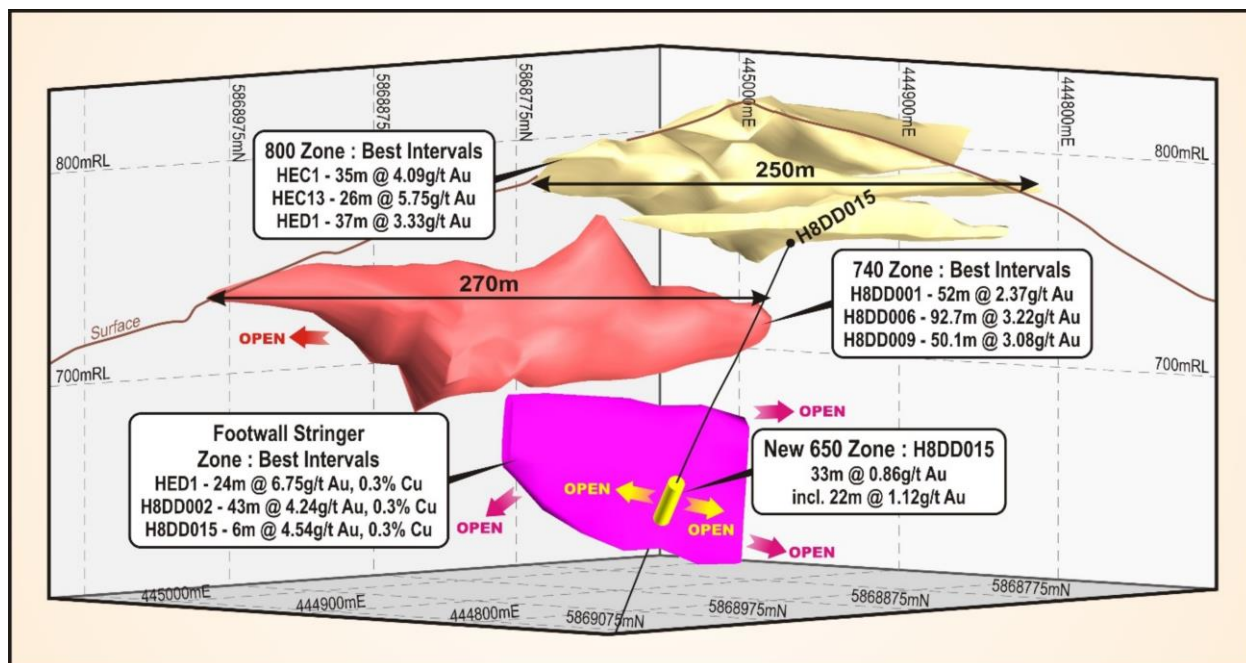 5868975mN
5868875mN
5868775mN
445000mE
444900mE
444800mE
800mRL
800mRL
800 Zone : Best Intervals
HEC1 - 35m @ 4.09g/t Au
HEC13 - 26m @ 5.75g/t Au
HED1 - 37m @ 3.33g/t Au
250m
H8DD015
740 Zone : Best Intervals
H8DD001 - 52m @ 2.37g/t Au
H8DD006 - 92.7m @ 3.22g/t Au
H8DD009 - 50.1m @ 3.08g/t Au
270m
Surface
OPEN
700mRL
700mRL
Footwall Stringer
Zone : Best Intervals
HED1 - 24m @ 6.75g/t Au, 0.3% Cu
H8DD002 - 43m @ 4.24g/t Au, 0.3% Cu
H8DD015 - 6m @ 4.54g/t Au, 0.3% Cu
OPEN
New 650 Zone : H8DD015
33m @ 0.86g/t Au
incl. 22m @ 1.12g/t Au
OPEN
OPEN
OPEN
OPEN
445000mE
444900mE
444800mE
5869075mN
5868975mN
5868875mN
5868775mN